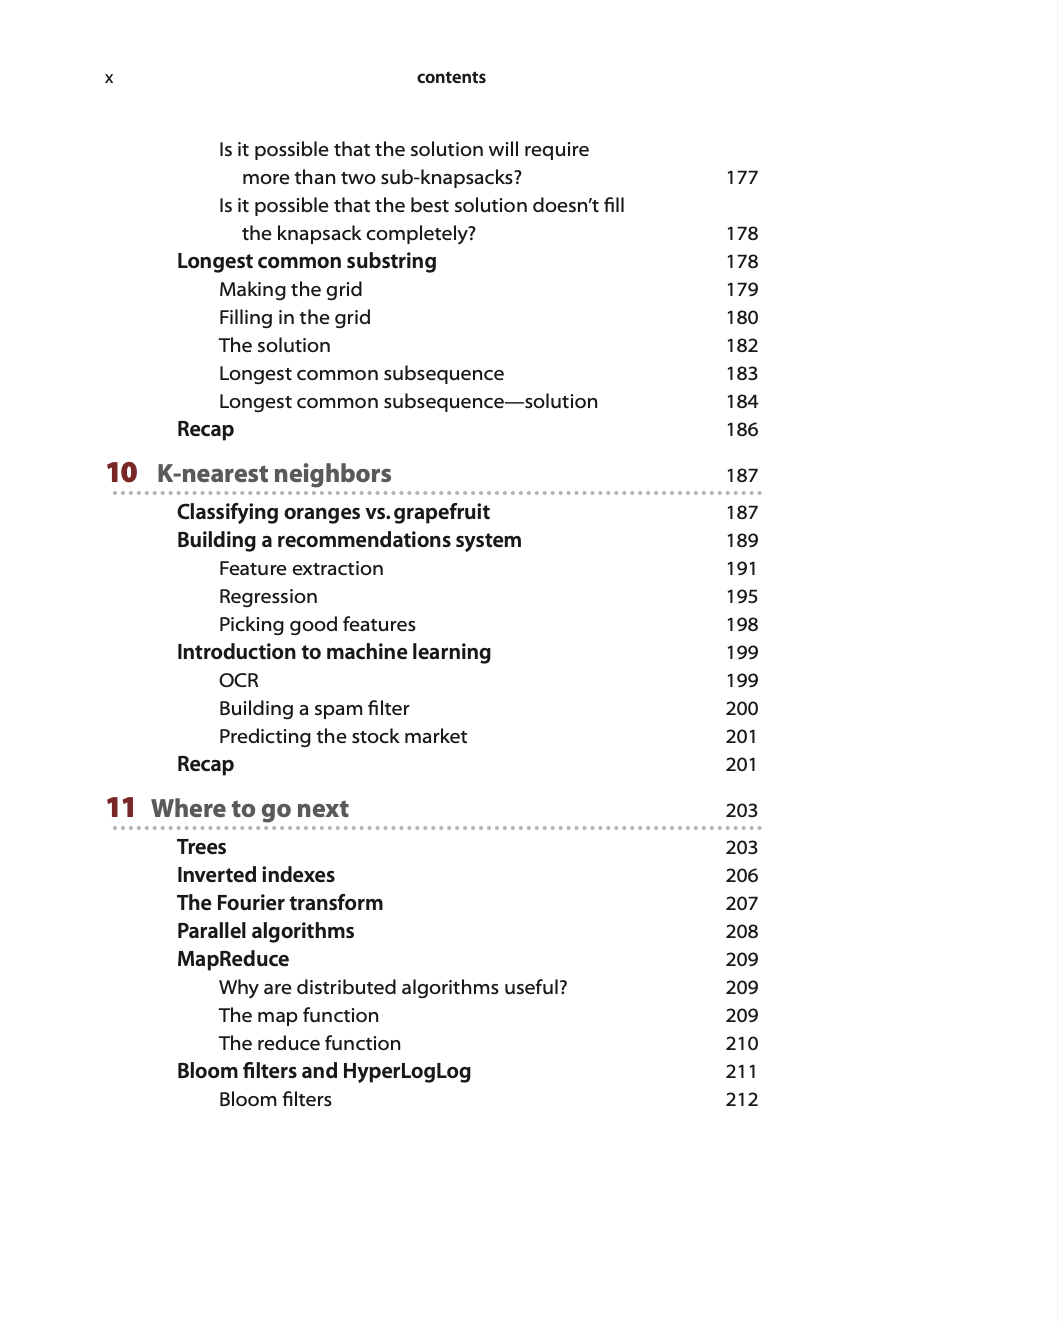 x contents
Is it possible that the solution will require
more than two sub-knapsacks? 177
Is it possible that the best solution doesn’t fill
the knapsack completely? 178
Longest common substring 178
Making the grid 179
Filling in the grid 180
The solution 182
Longest common subsequence 183
Longest common subsequence—solution 184
Recap 186
10 K-nearest neighbors 187
Classifying oranges vs. grapefruit 187
Building a recommendations system 189
Feature extraction 191
Regression 195
Picking good features 198
Introduction to machine learning 199
OCR 199
Building a spam filter 200
Predicting the stock market 201
Recap 201
11 Where to go next 203
Trees 203
Inverted indexes 206
The Fourier transform 207
Parallel algorithms 208
MapReduce 209
Why are distributed algorithms useful? 209
The map function 209
The reduce function 210
Bloom filters and HyperLogLog 211
Bloom filters 212